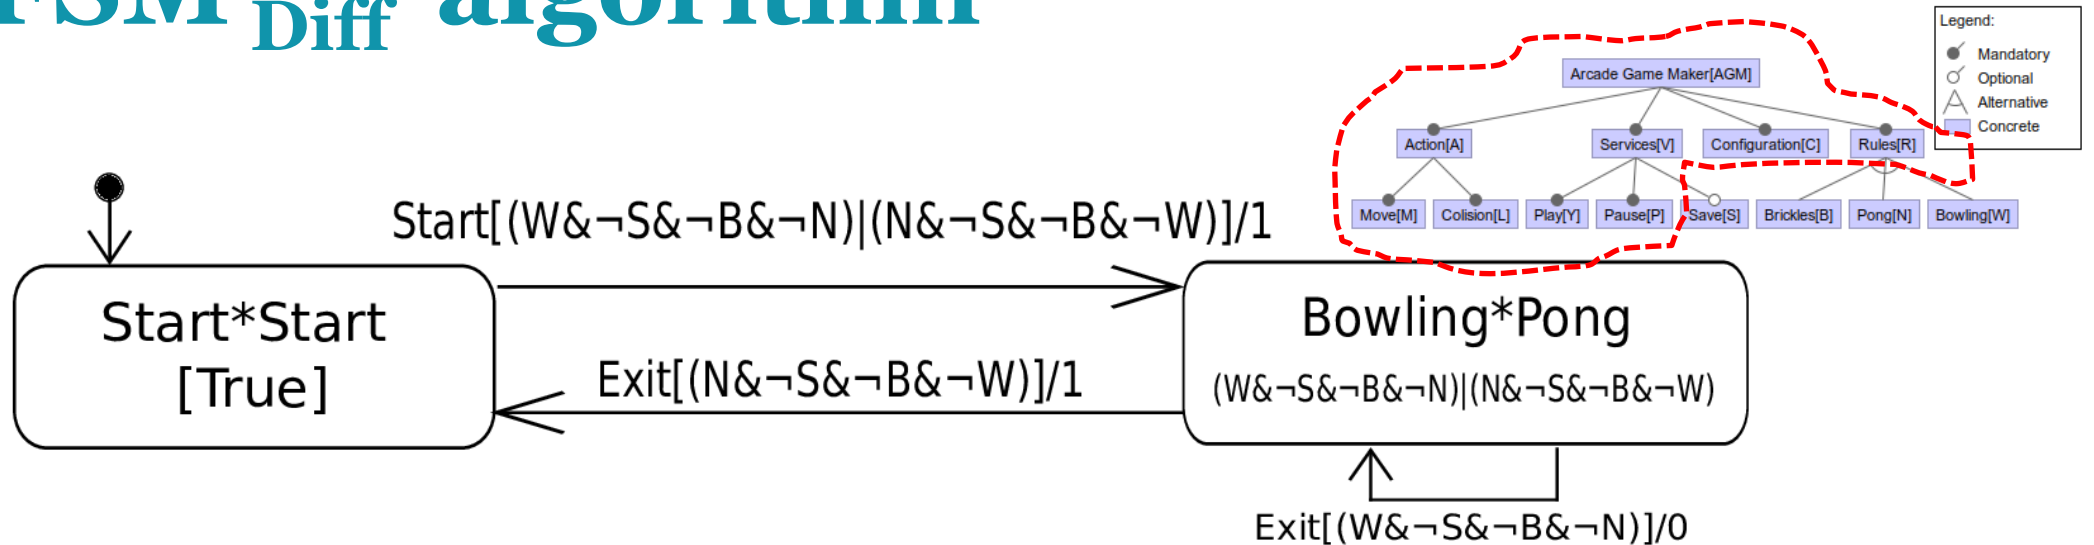 FSM Diff algorithm
Legend:
Mandatory
Optional
Alternative
Concrete
Arcade Game Maker[AGM]
Action[A] Services[V] Configuration[C] Rules[R]
Move[M] Colision[L] Play[Y] Pause[P] Save[S] Brickles[B] Pong[N] Bowling[W]
Start[(W&¬S&¬B&¬N)|(N&¬S&¬B&¬W)]/1
Start*Start
[True]
Bowling*Pong
(W&¬S&¬B&¬N)|(N&¬S&¬B&¬W)
Exit[(N&¬S&¬B&¬W)]/1
Exit[(W&¬S&¬B&¬N)]/0